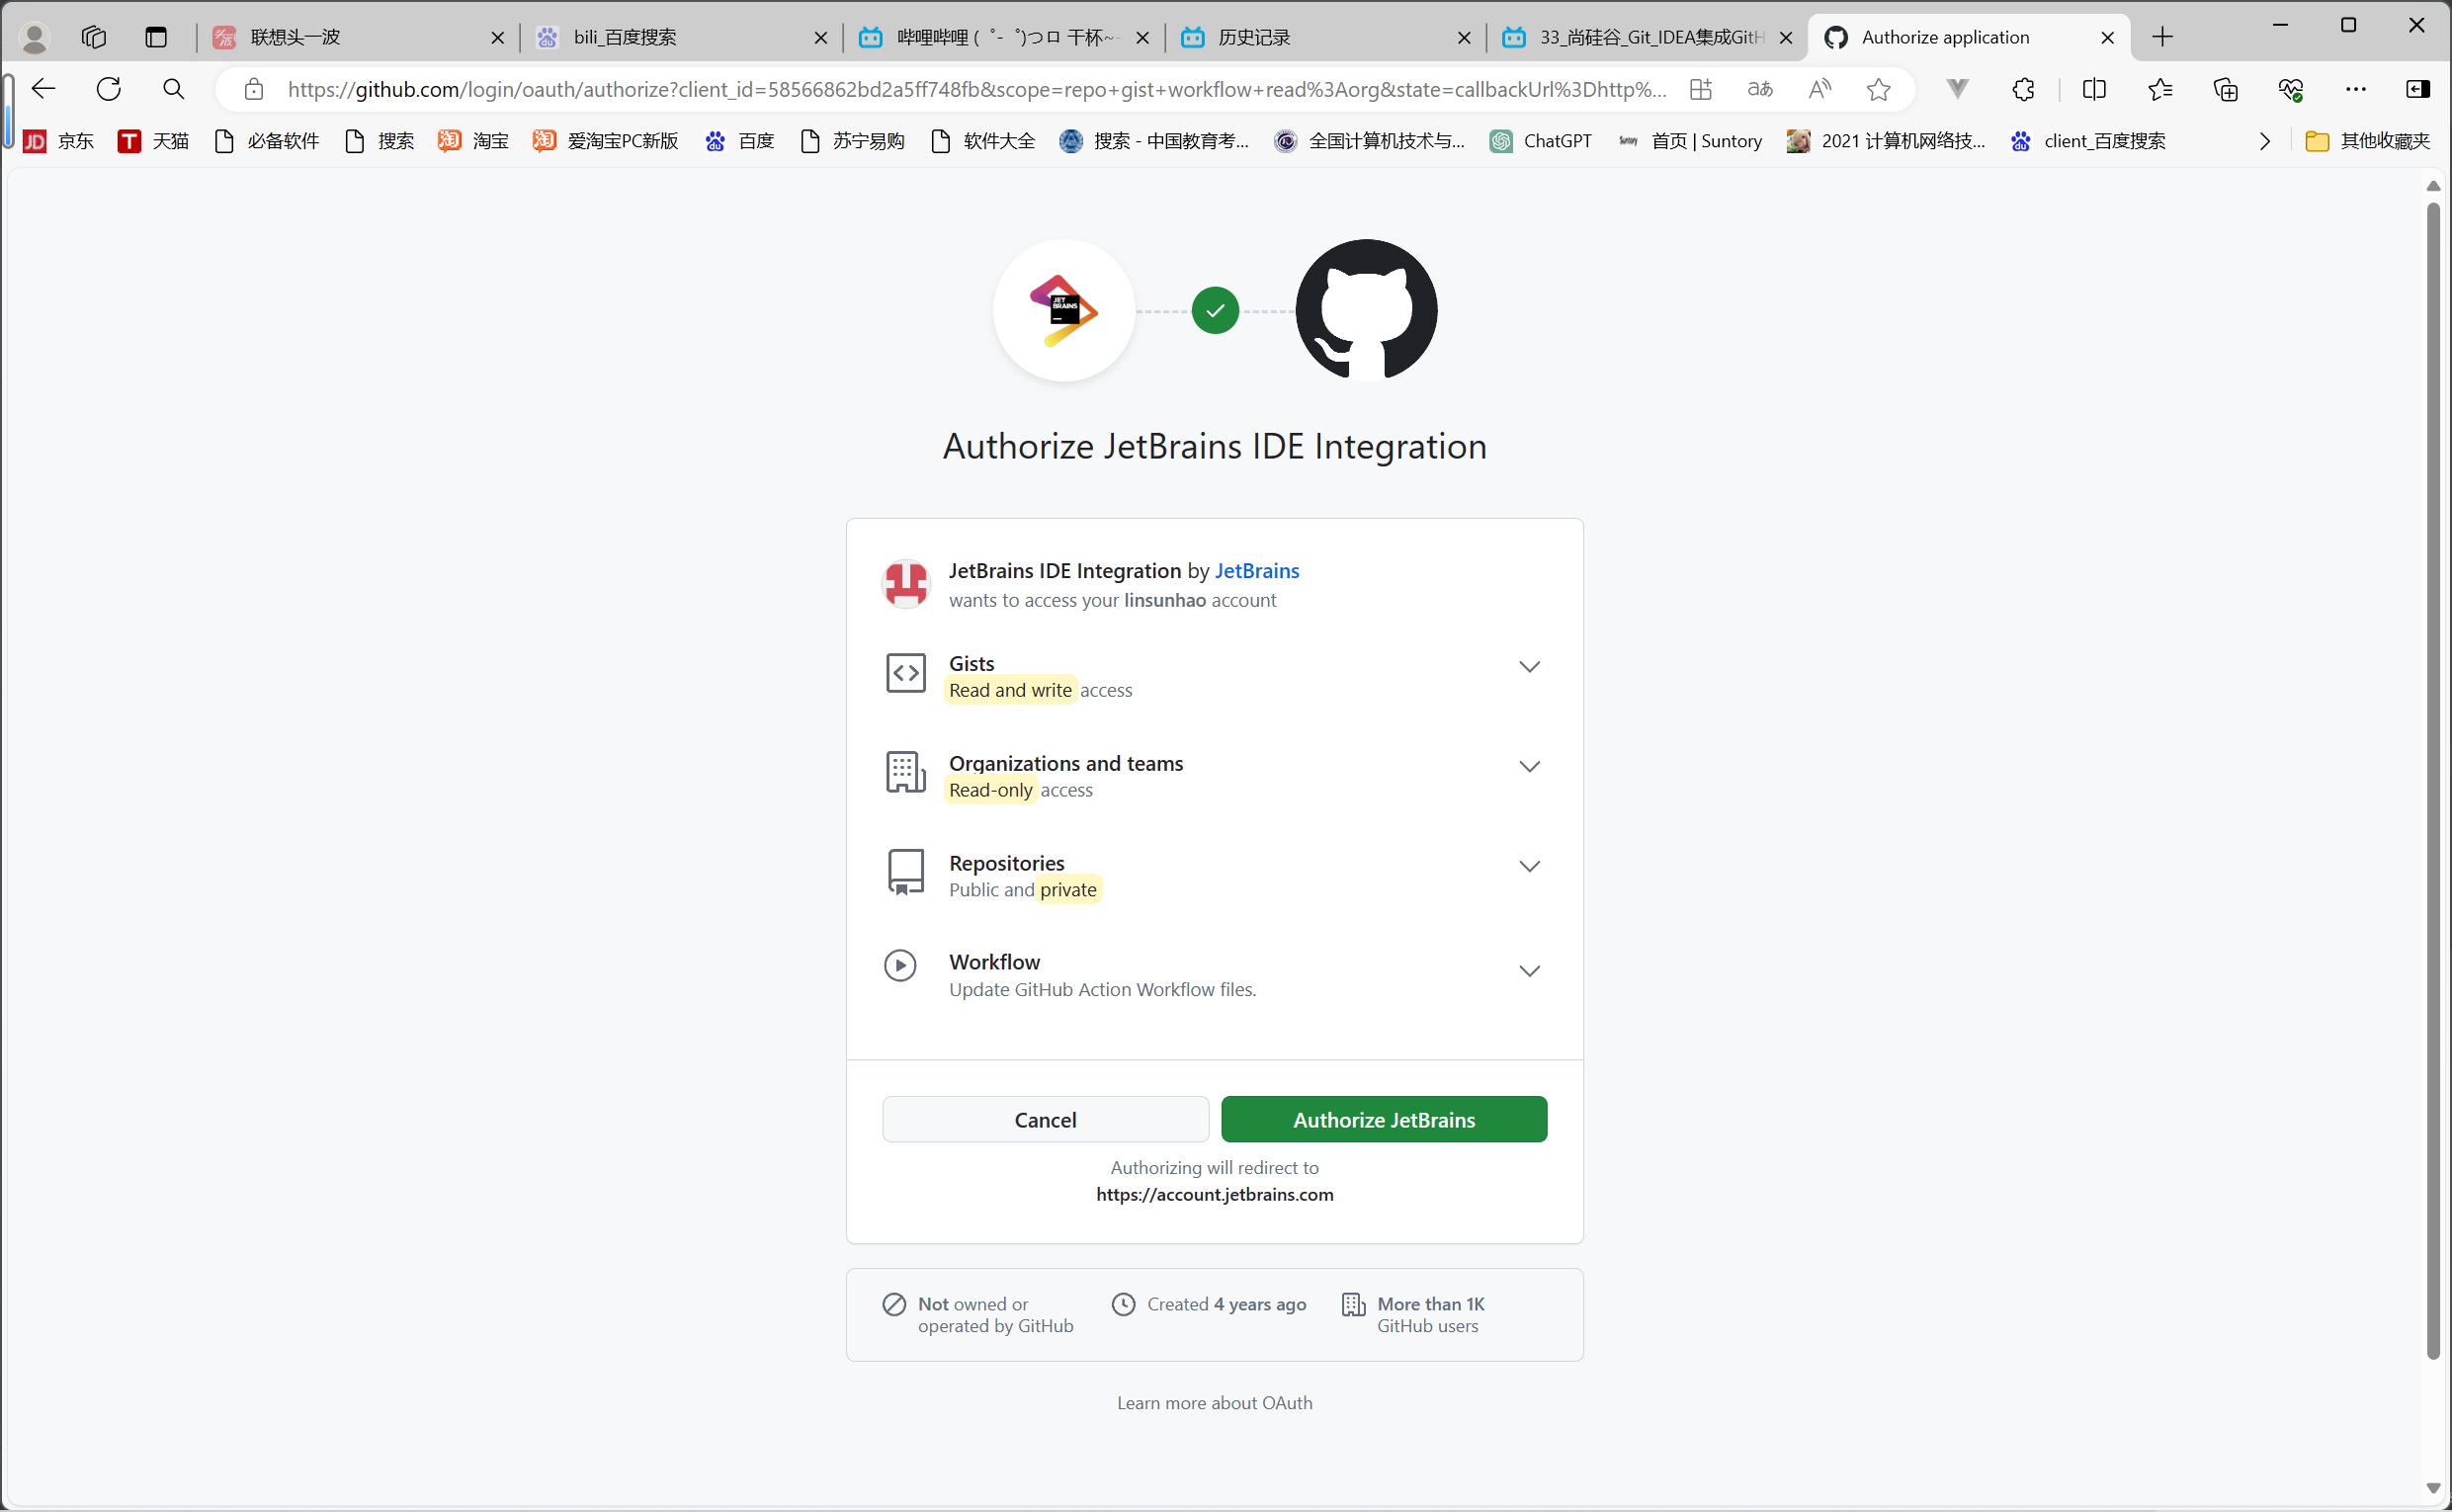 联想头一波
bili_百度搜索
哔哩哔哩 ( ゜- ゜)つロ 干杯~-
历史记录
33_尚硅谷_Git_IDEA集成GitH
Authorize application
https://github.com/login/oauth/authorize?client_id=58566862bd2a5ff748fb&scope=repo+gist+workflow+read%3Aorg&state=callbackUrl%3Dhttp%...
京东
天猫
必备软件
搜索
淘宝
爱淘宝PC新版
百度
苏宁易购
软件大全
搜索 - 中国教育考...
全国计算机技术与...
ChatGPT
首页 | Suntory
2021 计算机网络技...
client_百度搜索
其他收藏夹
JET
BRAINS
Authorize JetBrains IDE Integration
JetBrains IDE Integration by JetBrains
wants to access your linsunhao account
Gists
Read and write access
Organizations and teams
Read-only access
Repositories
Public and private
Workflow
Update GitHub Action Workflow files.
Cancel
Authorize JetBrains
Authorizing will redirect to
https://account.jetbrains.com
Not owned or
operated by GitHub
Created 4 years ago
More than 1K
GitHub users
Learn more about OAuth